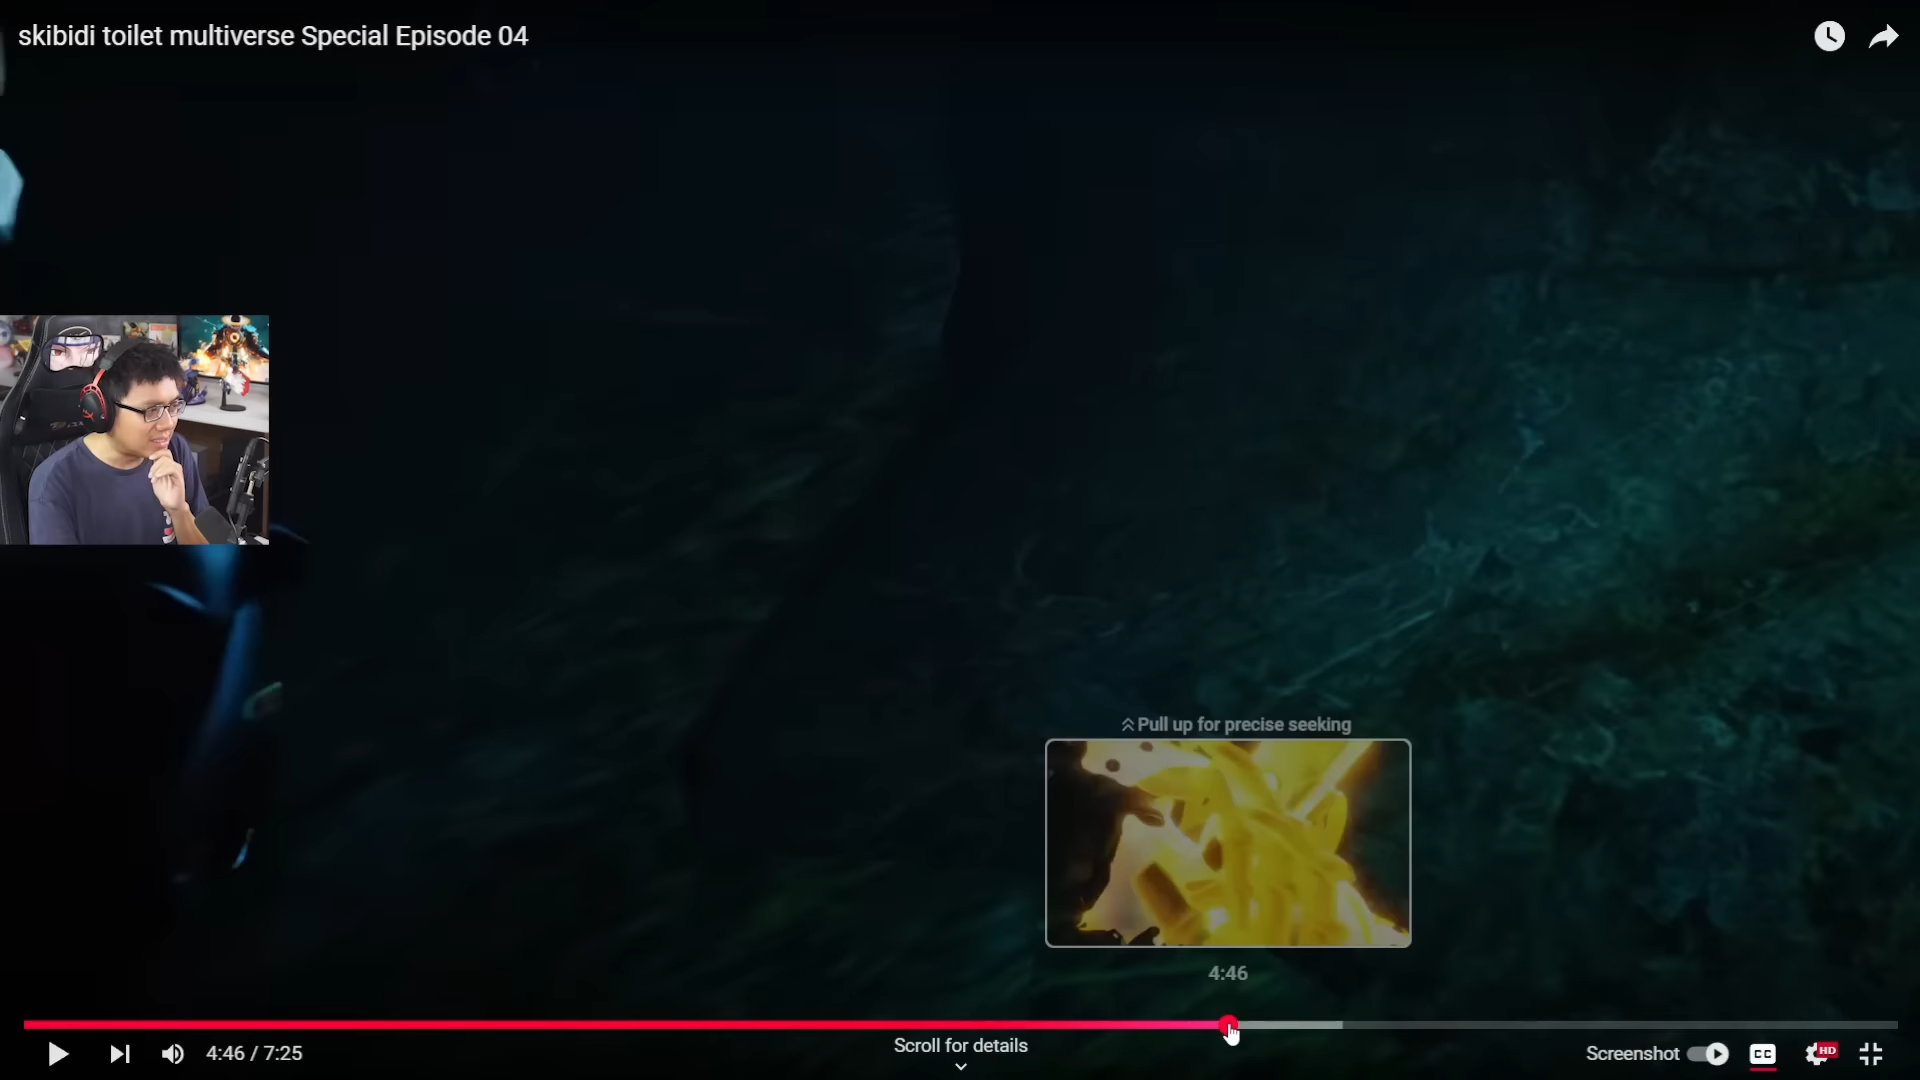 skibidi toilet multiverse Special Episode 04
Pull up for precise seeking
4:46
4:46 / 7:25
Scroll for details
Screenshot
CC
HD